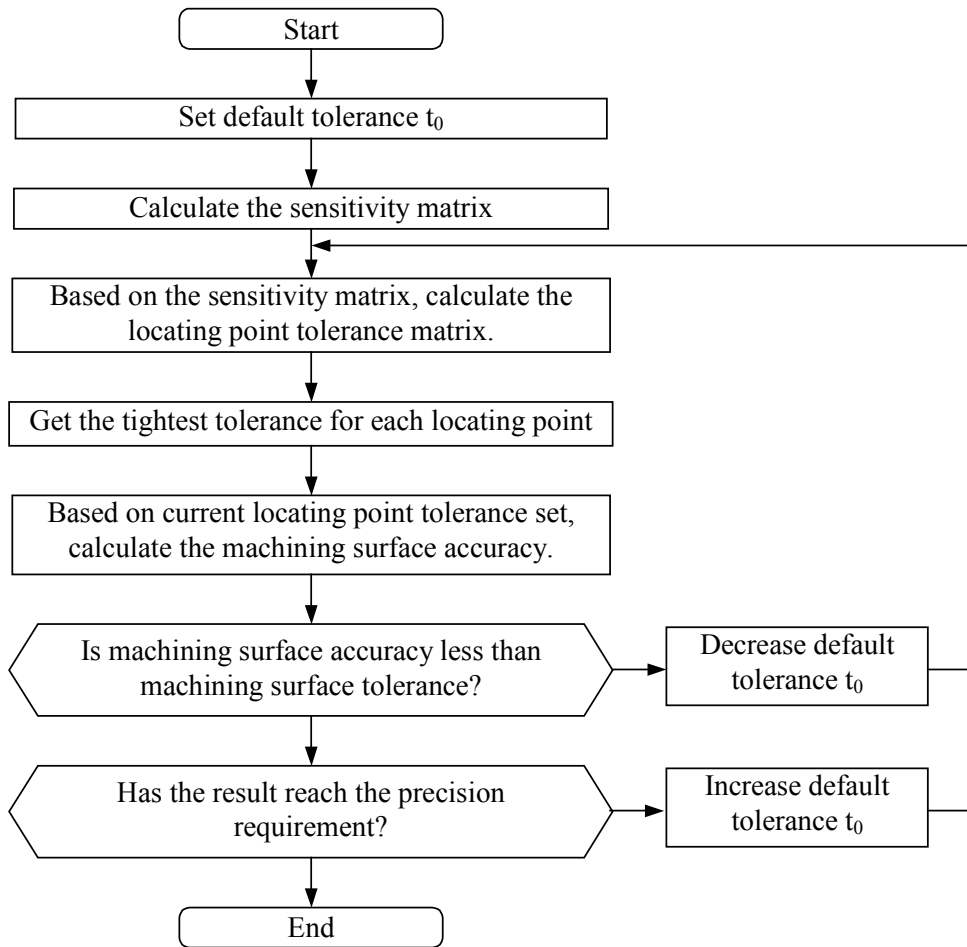 Start
Set default tolerance t₀
Calculate the sensitivity matrix
Based on the sensitivity matrix, calculate the
locating point tolerance matrix.
Get the tightest tolerance for each locating point
Based on current locating point tolerance set,
calculate the machining surface accuracy.
Is machining surface accuracy less than
machining surface tolerance?
Decrease default
tolerance t₀
Has the result reach the precision
requirement?
Increase default
tolerance t₀
End